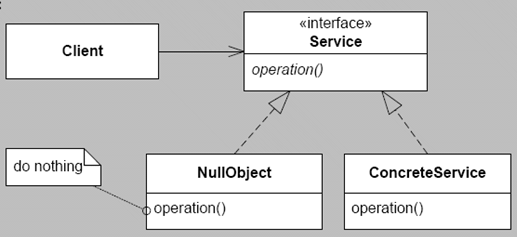 Client
«interface»
Service
operation()
do nothing
NullObject
operation()
ConcreteService
operation()